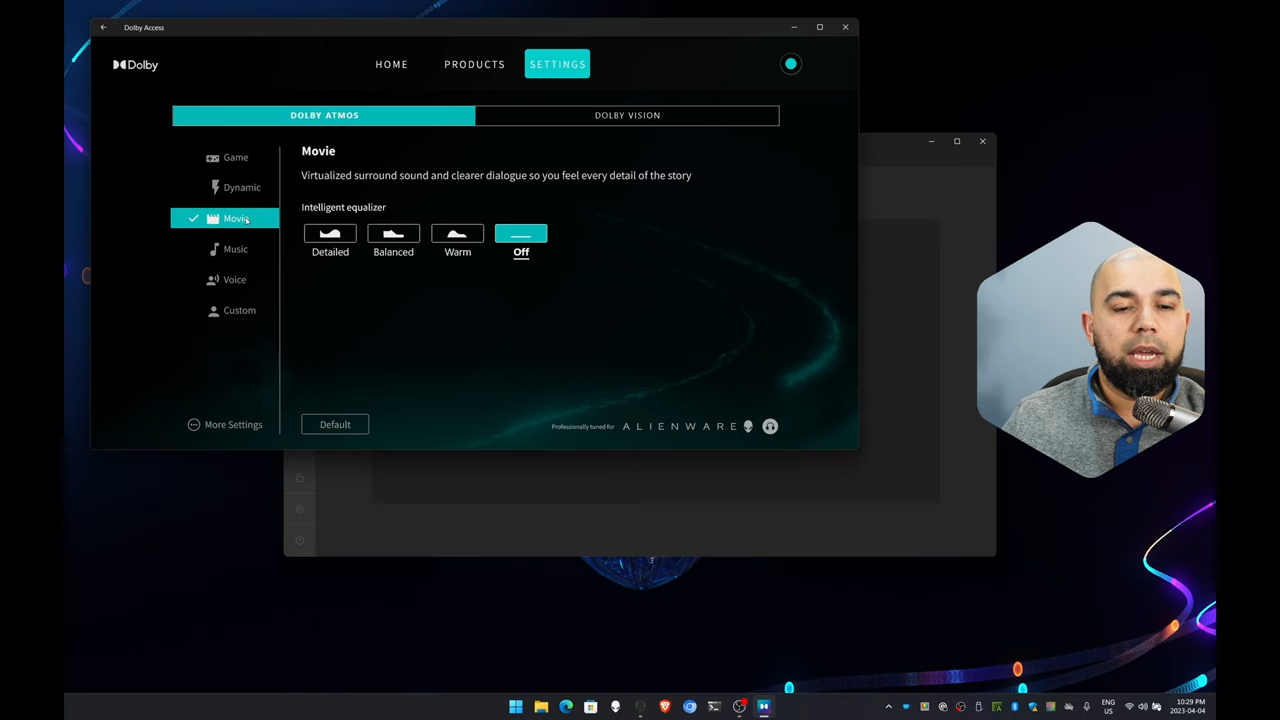 Dolby Access
Dolby
HOME
PRODUCTS
SETTINGS
DOLBY ATMOS
DOLBY VISION
Game
Dynamic
Movie
Music
Voice
Custom
More Settings
Movie
Virtualized surround sound and clearer dialogue so you feel every detail of the story
Intelligent equalizer
Detailed
Balanced
Warm
Off
Default
Professionally tuned for ALIENWARE
ENG
US
10:29 PM
2023-04-04